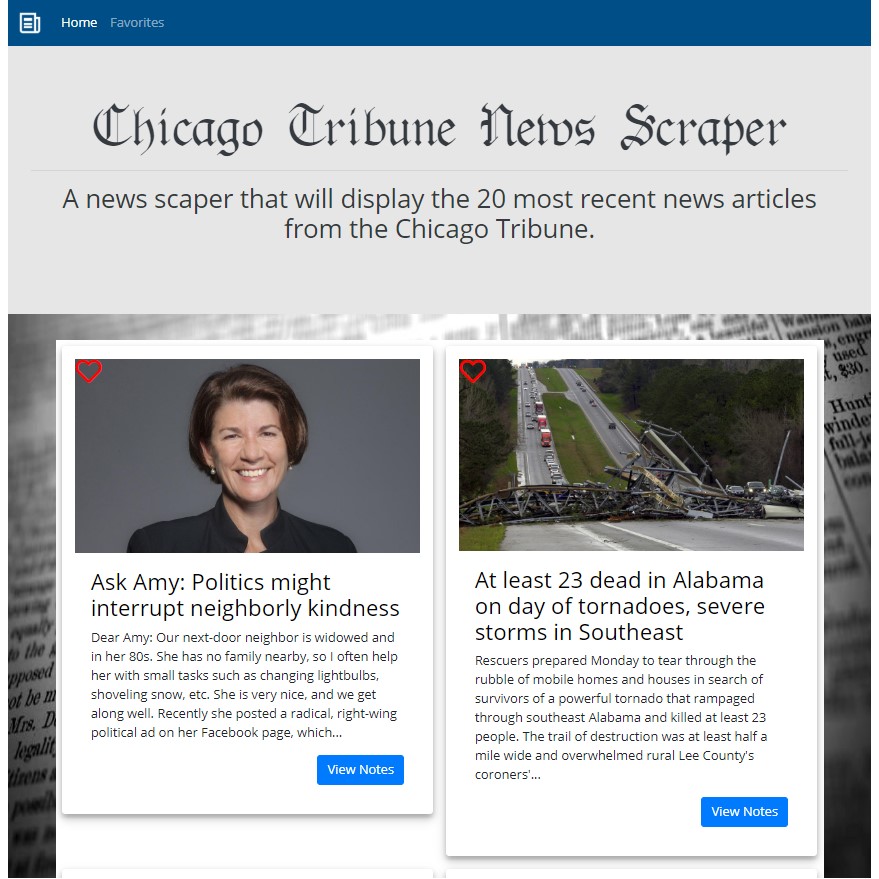 Home Favorites
Chicago Tribune News Scraper
A news scaper that will display the 20 most recent news articles
from the Chicago Tribune.
Ask Amy: Politics might
interrupt neighborly kindness
Dear Amy: Our next-door neighbor is widowed and
in her 80s. She has no family nearby, so I often help
her with small tasks such as changing lightbulbs,
shoveling snow, etc. She is very nice, and we get
along well. Recently she posted a radical, right-wing
political ad on her Facebook page, which...
View Notes
At least 23 dead in Alabama
on day of tornadoes, severe
storms in Southeast
Rescuers prepared Monday to tear through the
rubble of mobile homes and houses in search of
survivors of a powerful tornado that rampaged
through southeast Alabama and killed at least 23
people. The trail of destruction was at least half a
mile wide and overwhelmed rural Lee County's
coroners'...
View Notes